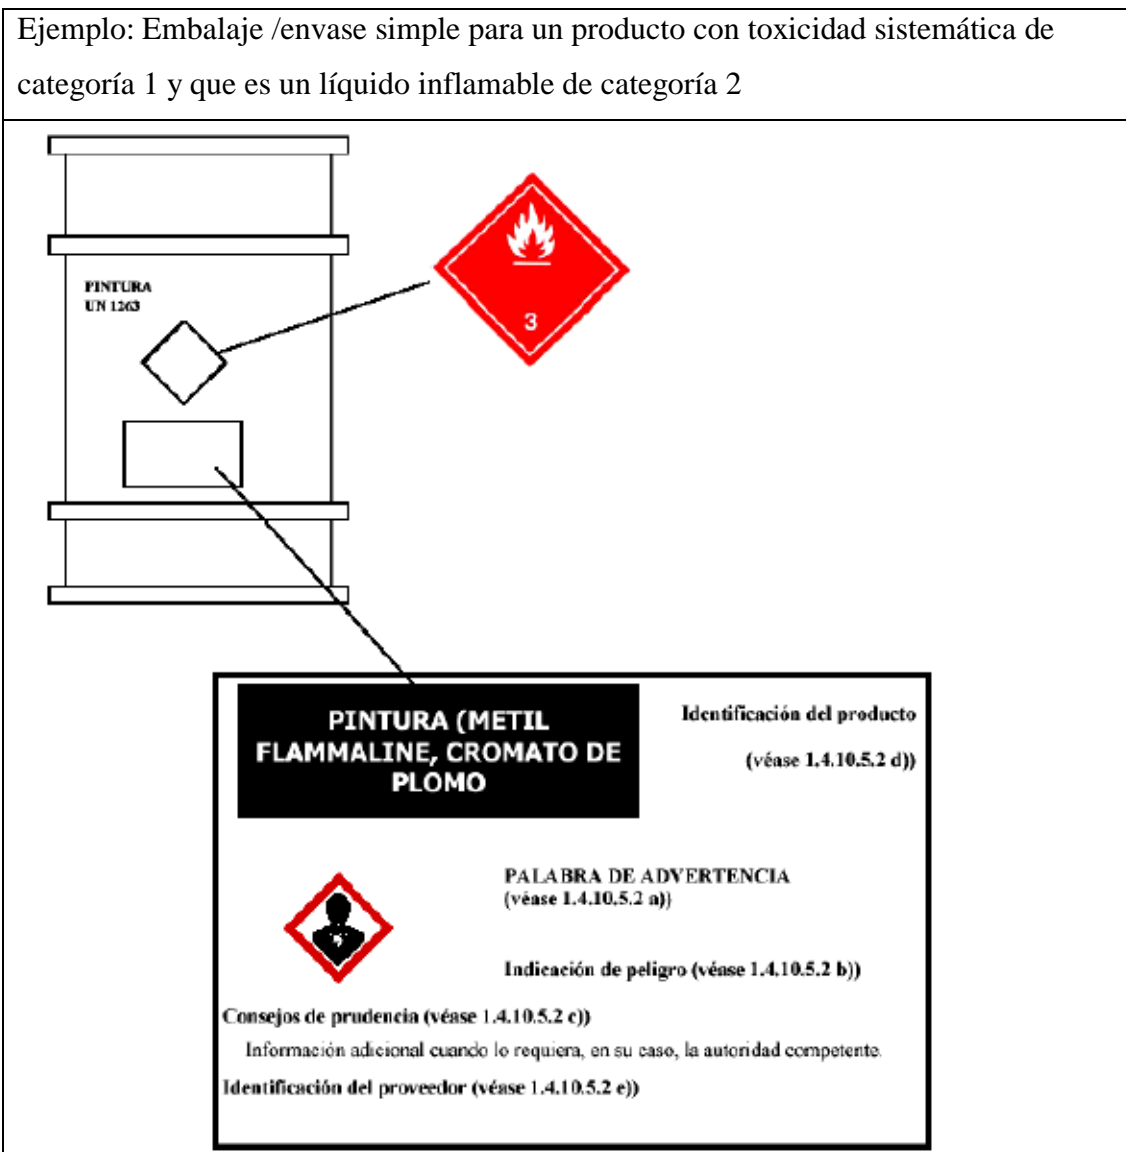 Ejemplo: Embalaje /envase simple para un producto con toxicidad sistemática de
categoría 1 y que es un líquido inflamable de categoría 2
PINTURA
UN 1263
3
PINTURA (METIL
FLAMMALINE, CROMATO DE
PLOMO
Identificación del producto
(véase 1.4.10.5.2 d))
PALABRA DE ADVERTENCIA
(véase 1.4.10.5.2 a))
Indicación de peligro (véase 1.4.10.5.2 b))
Consejos de prudencia (véase 1.4.10.5.2 c))
Información adicional cuando lo requiera, en su caso, la autoridad competente.
Identificación del proveedor (véase 1.4.10.5.2 e))